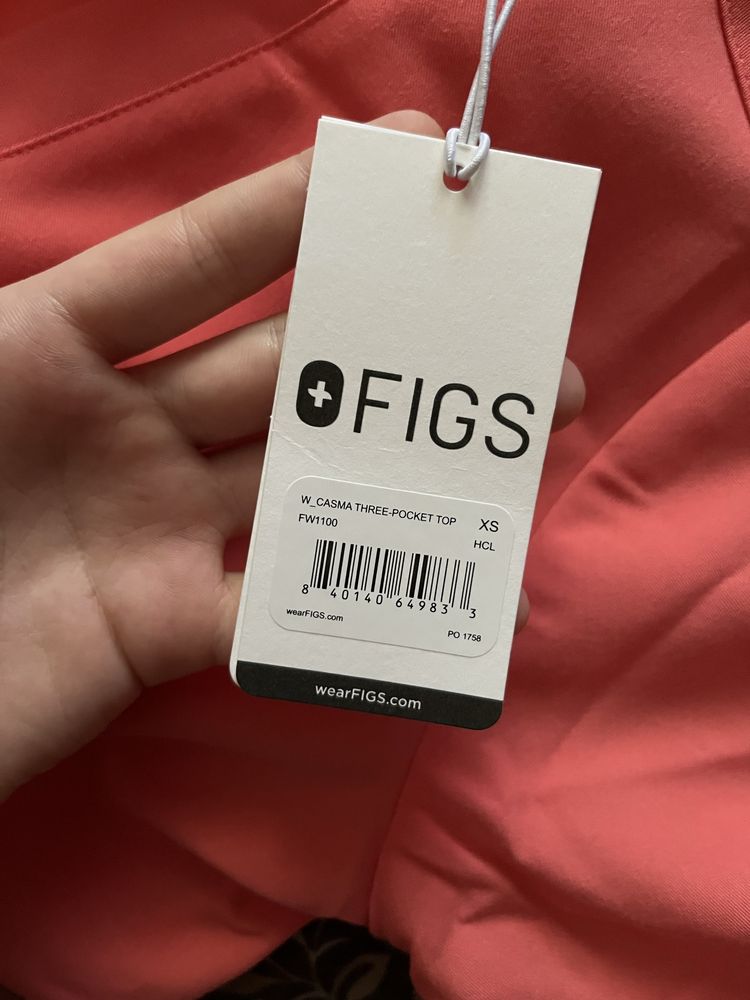 FIGS
W_CASMA THREE-POCKET TOP XS
FW1100
HCL
8 40140 64983 3
wearFIGS.com
PO 1758
wearFIGS.com